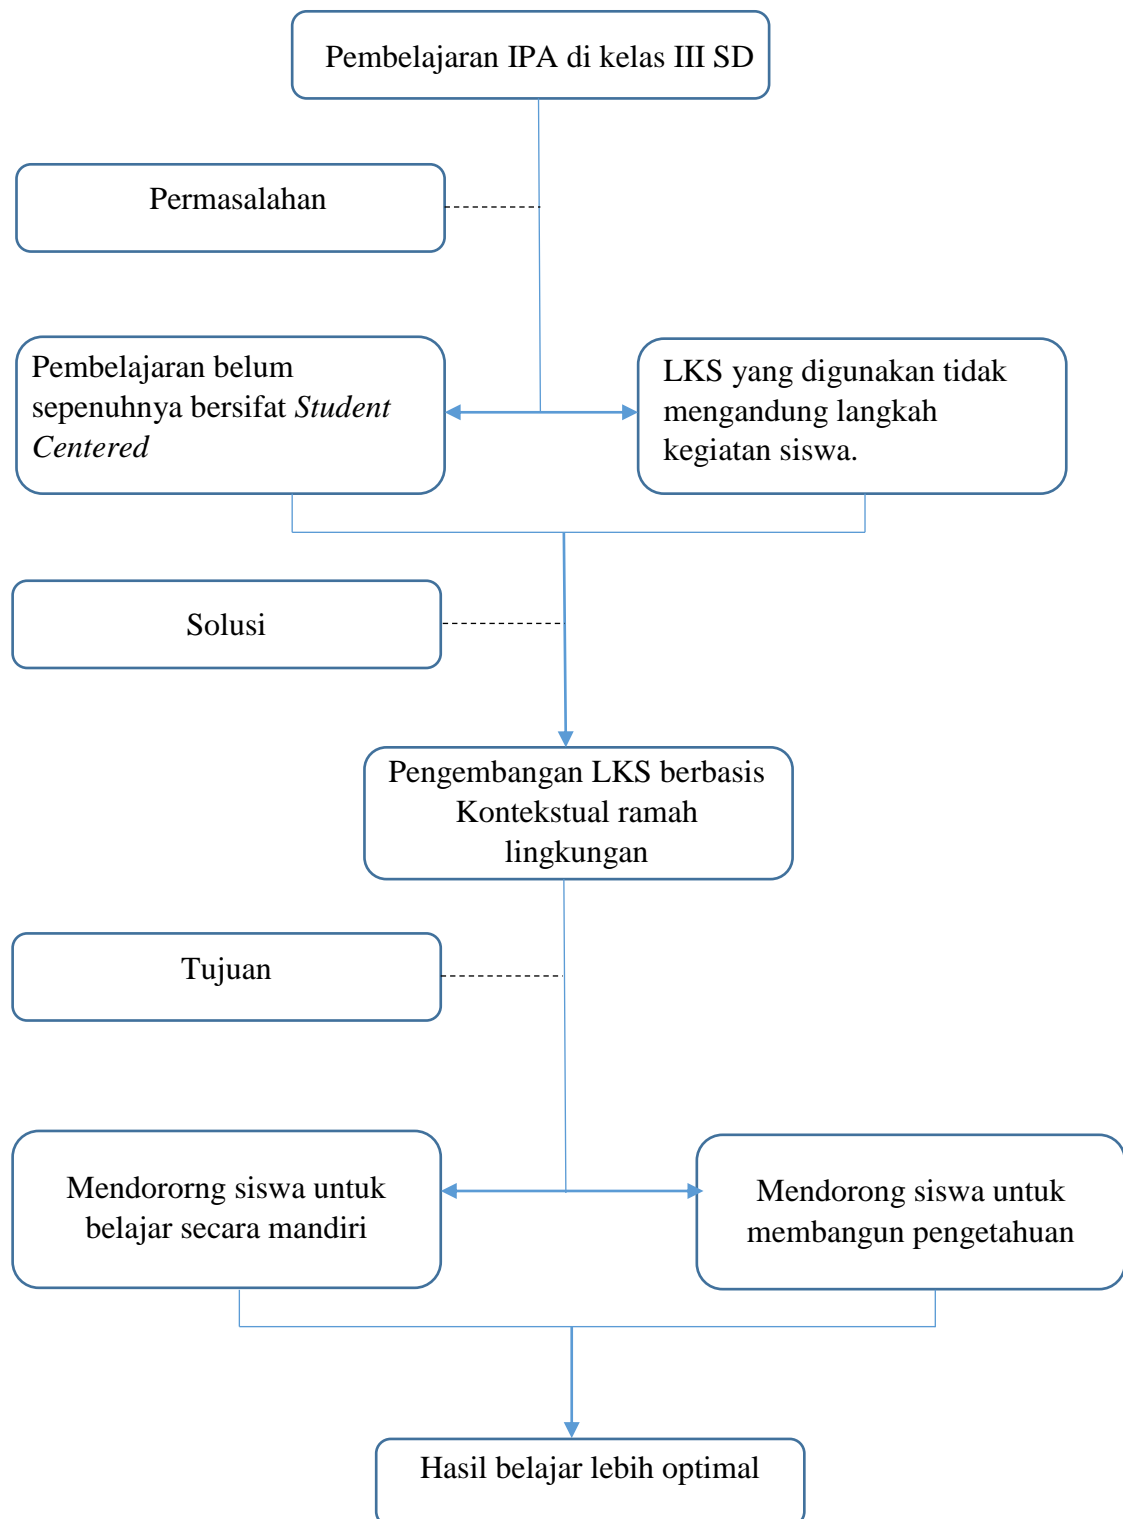 Pembelajaran IPA di kelas III SD
Permasalahan
Pembelajaran belum
sepenuhnya bersifat Student
Centered
LKS yang digunakan tidak
mengandung langkah
kegiatan siswa.
Solusi
Pengembangan LKS berbasis
Kontekstual ramah
lingkungan
Tujuan
Mendororng siswa untuk
belajar secara mandiri
Mendorong siswa untuk
membangun pengetahuan
Hasil belajar lebih optimal